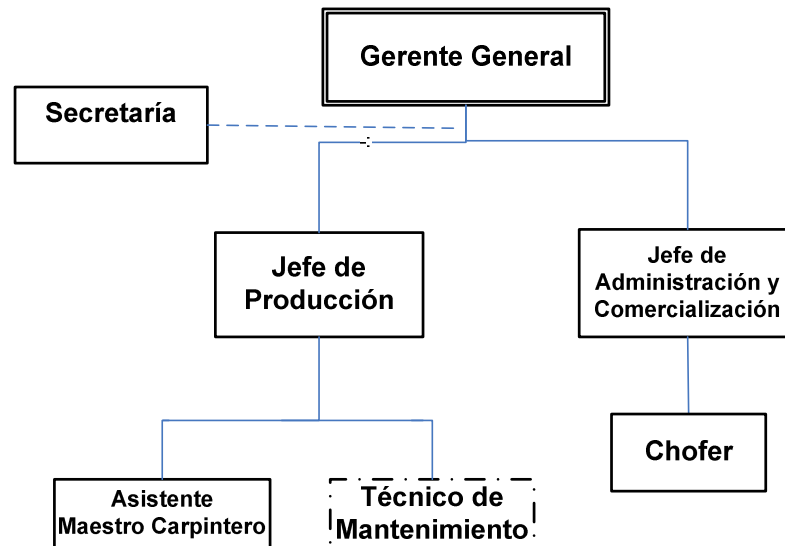 Gerente General
Secretaría
Jefe de
Producción
Jefe de
Administración y
Comercialización
Chofer
Asistente
Maestro Carpintero
Técnico de
Mantenimiento